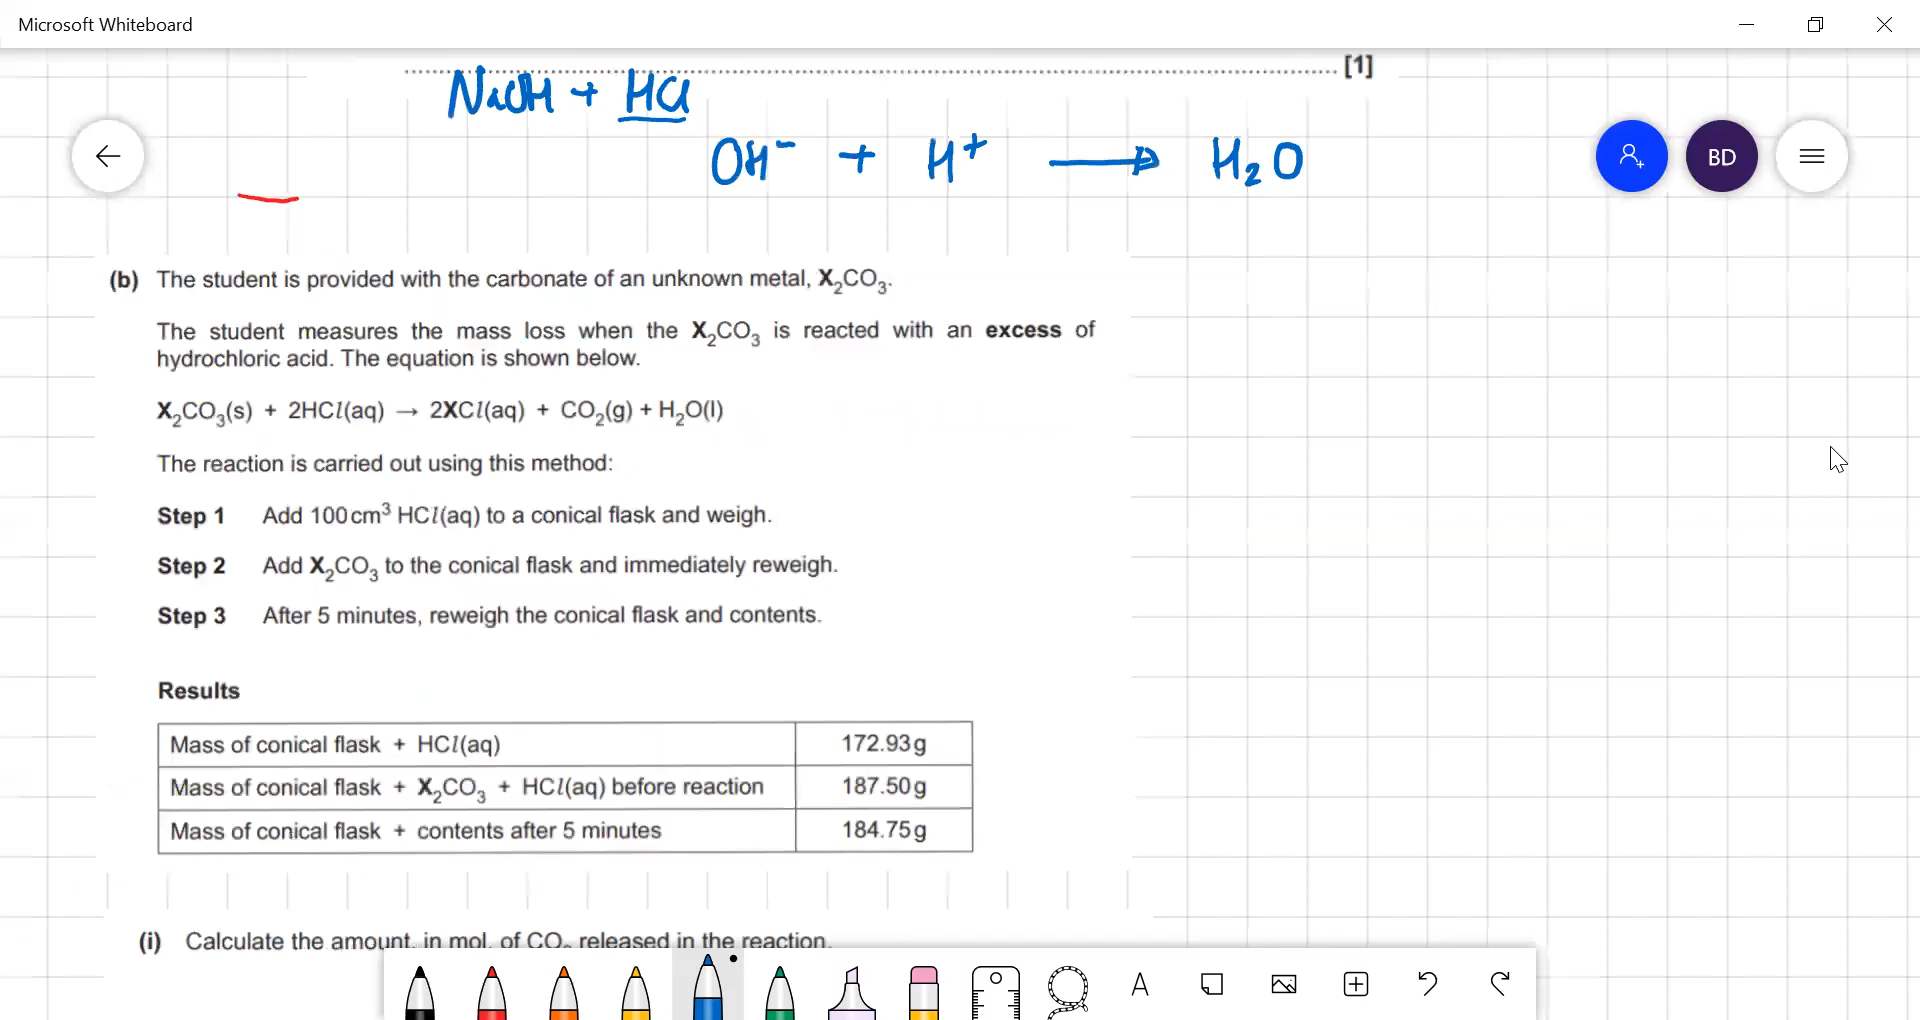 Microsoft Whiteboard
[1]
NaOH + HCl
OH⁻ + H⁺ → H₂O
BD
(b) The student is provided with the carbonate of an unknown metal, X₂CO₃.
The student measures the mass loss when the X₂CO₃ is reacted with an excess of
hydrochloric acid. The equation is shown below.
X₂CO₃(s) + 2HCl(aq) → 2XCl(aq) + CO₂(g) + H₂O(l)
The reaction is carried out using this method:
Step 1 Add 100 cm³ HCl(aq) to a conical flask and weigh.
Step 2 Add X₂CO₃ to the conical flask and immediately reweigh.
Step 3 After 5 minutes, reweigh the conical flask and contents.
Results
Mass of conical flask + HCl(aq) 172.93 g
Mass of conical flask + X₂CO₃ + HCl(aq) before reaction 187.50 g
Mass of conical flask + contents after 5 minutes 184.75 g
(i) Calculate the amount, in mol, of CO₂ released in the reaction.